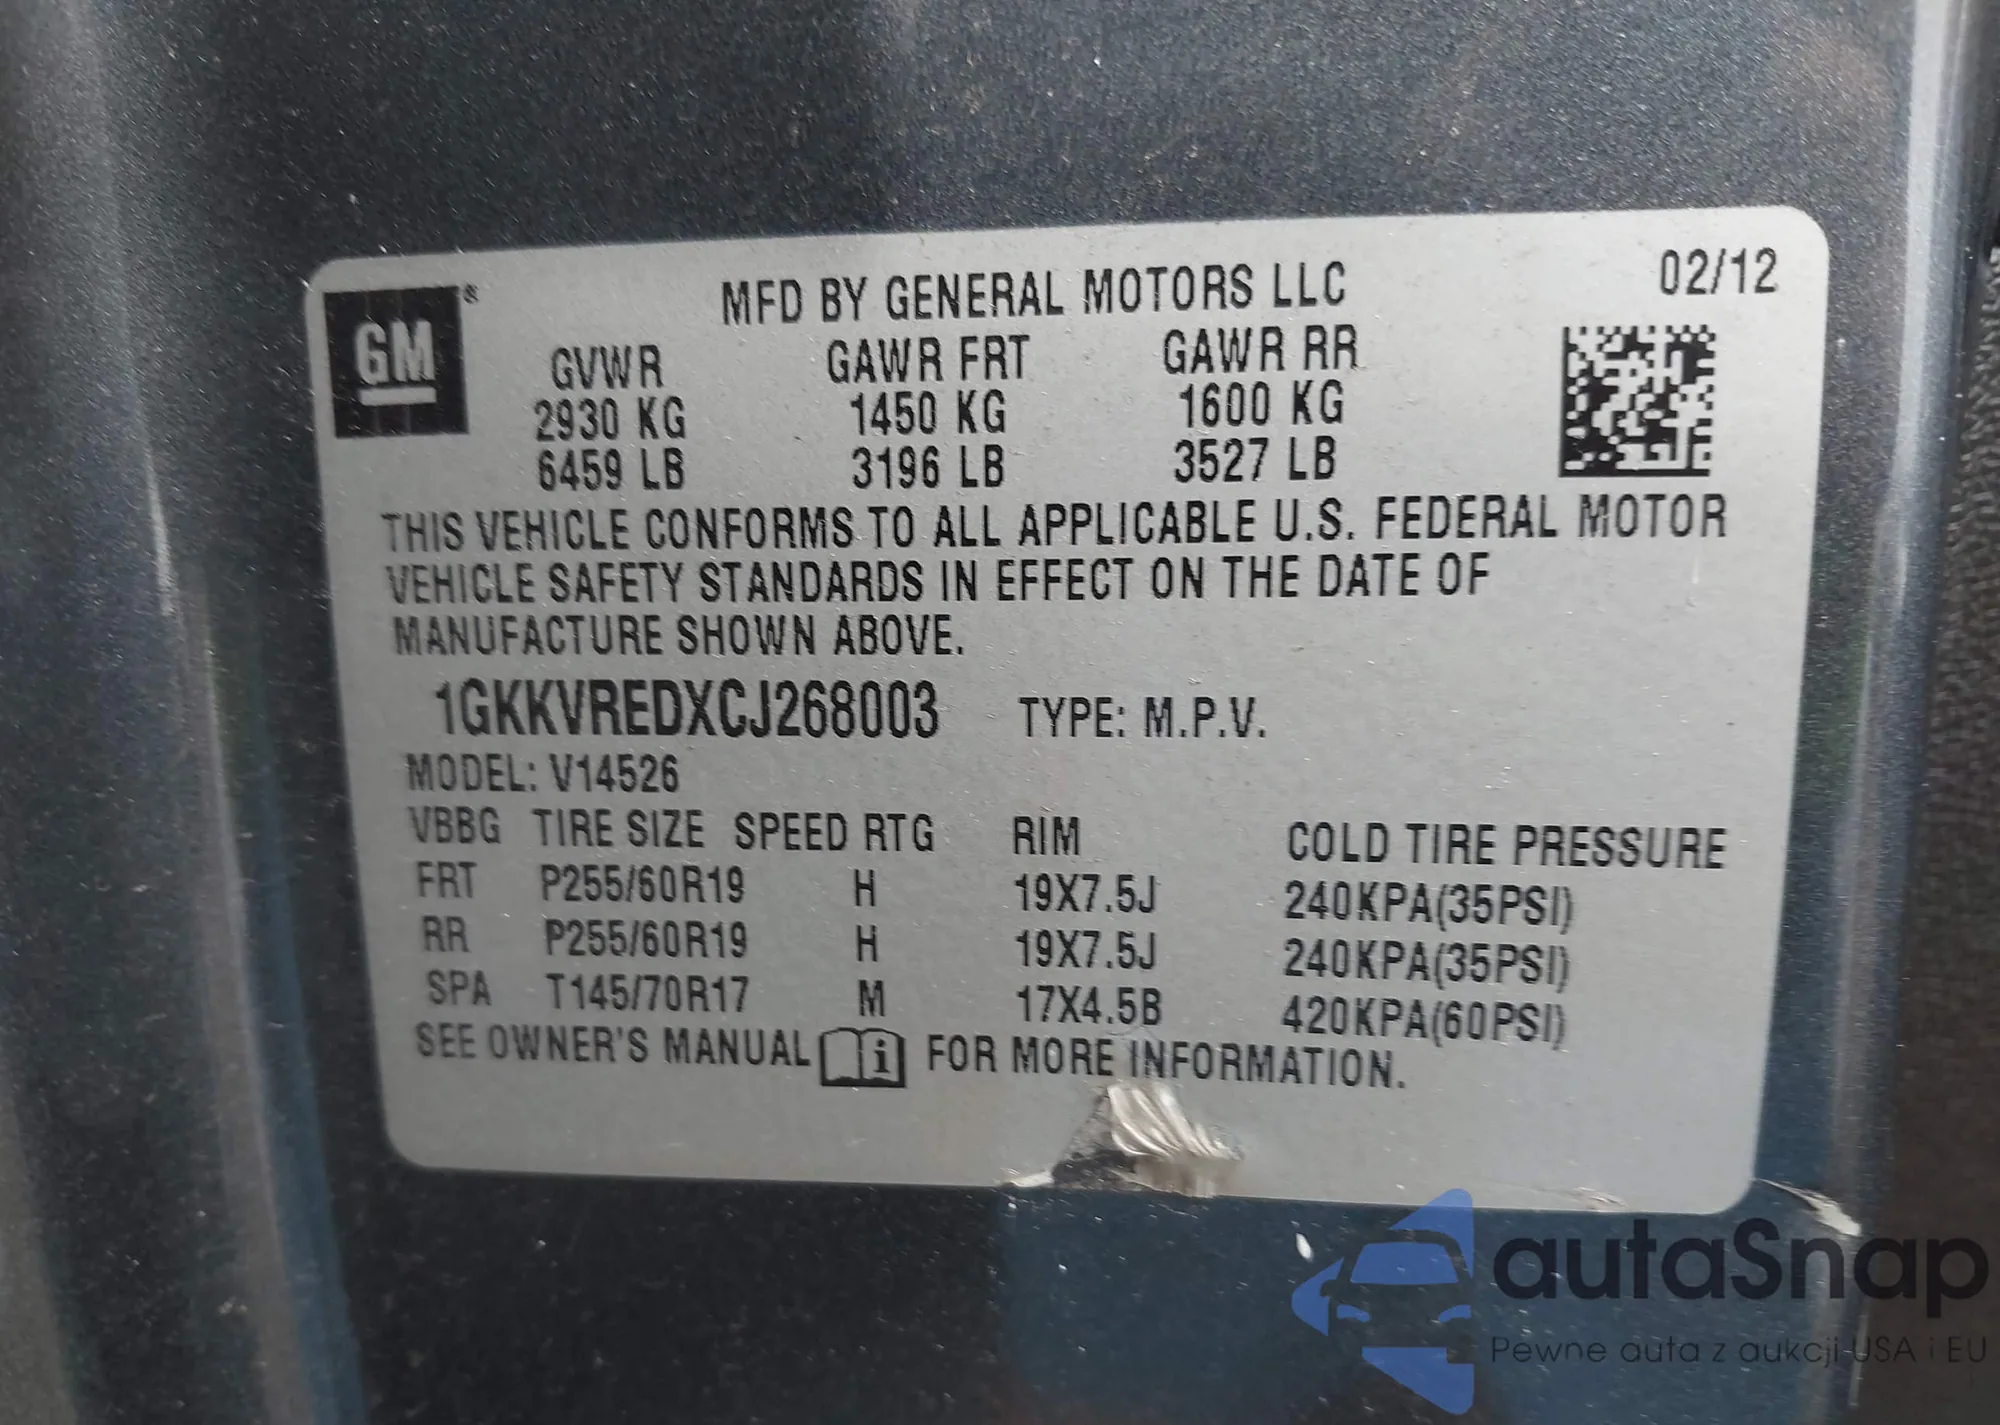 GM ®
MFD BY GENERAL MOTORS LLC 02/12
GVWR GAWR FRT GAWR RR
2930 KG 1450 KG 1600 KG
6459 LB 3196 LB 3527 LB
THIS VEHICLE CONFORMS TO ALL APPLICABLE U.S. FEDERAL MOTOR
VEHICLE SAFETY STANDARDS IN EFFECT ON THE DATE OF
MANUFACTURE SHOWN ABOVE.
1GKKVREDXCJ268003 TYPE: M.P.V.
MODEL: V14526
VBBG TIRE SIZE SPEED RTG RIM COLD TIRE PRESSURE
FRT P255/60R19 H 19X7.5J 240KPA(35PSI)
RR P255/60R19 H 19X7.5J 240KPA(35PSI)
SPA T145/70R17 M 17X4.5B 420KPA(60PSI)
SEE OWNER'S MANUAL i FOR MORE INFORMATION.
autaSnap
Pewne auta z aukcji USA i EU